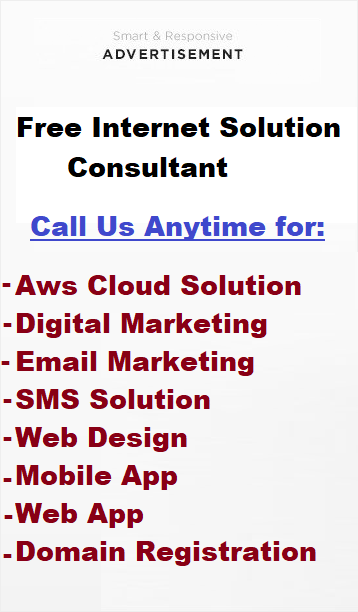 Smart & Responsive
ADVERTISEMENT
Free Internet Solution
Consultant
Call Us Anytime for:
-Aws Cloud Solution
-Digital Marketing
-Email Marketing
-SMS Solution
-Web Design
-Mobile App
-Web App
-Domain Registration